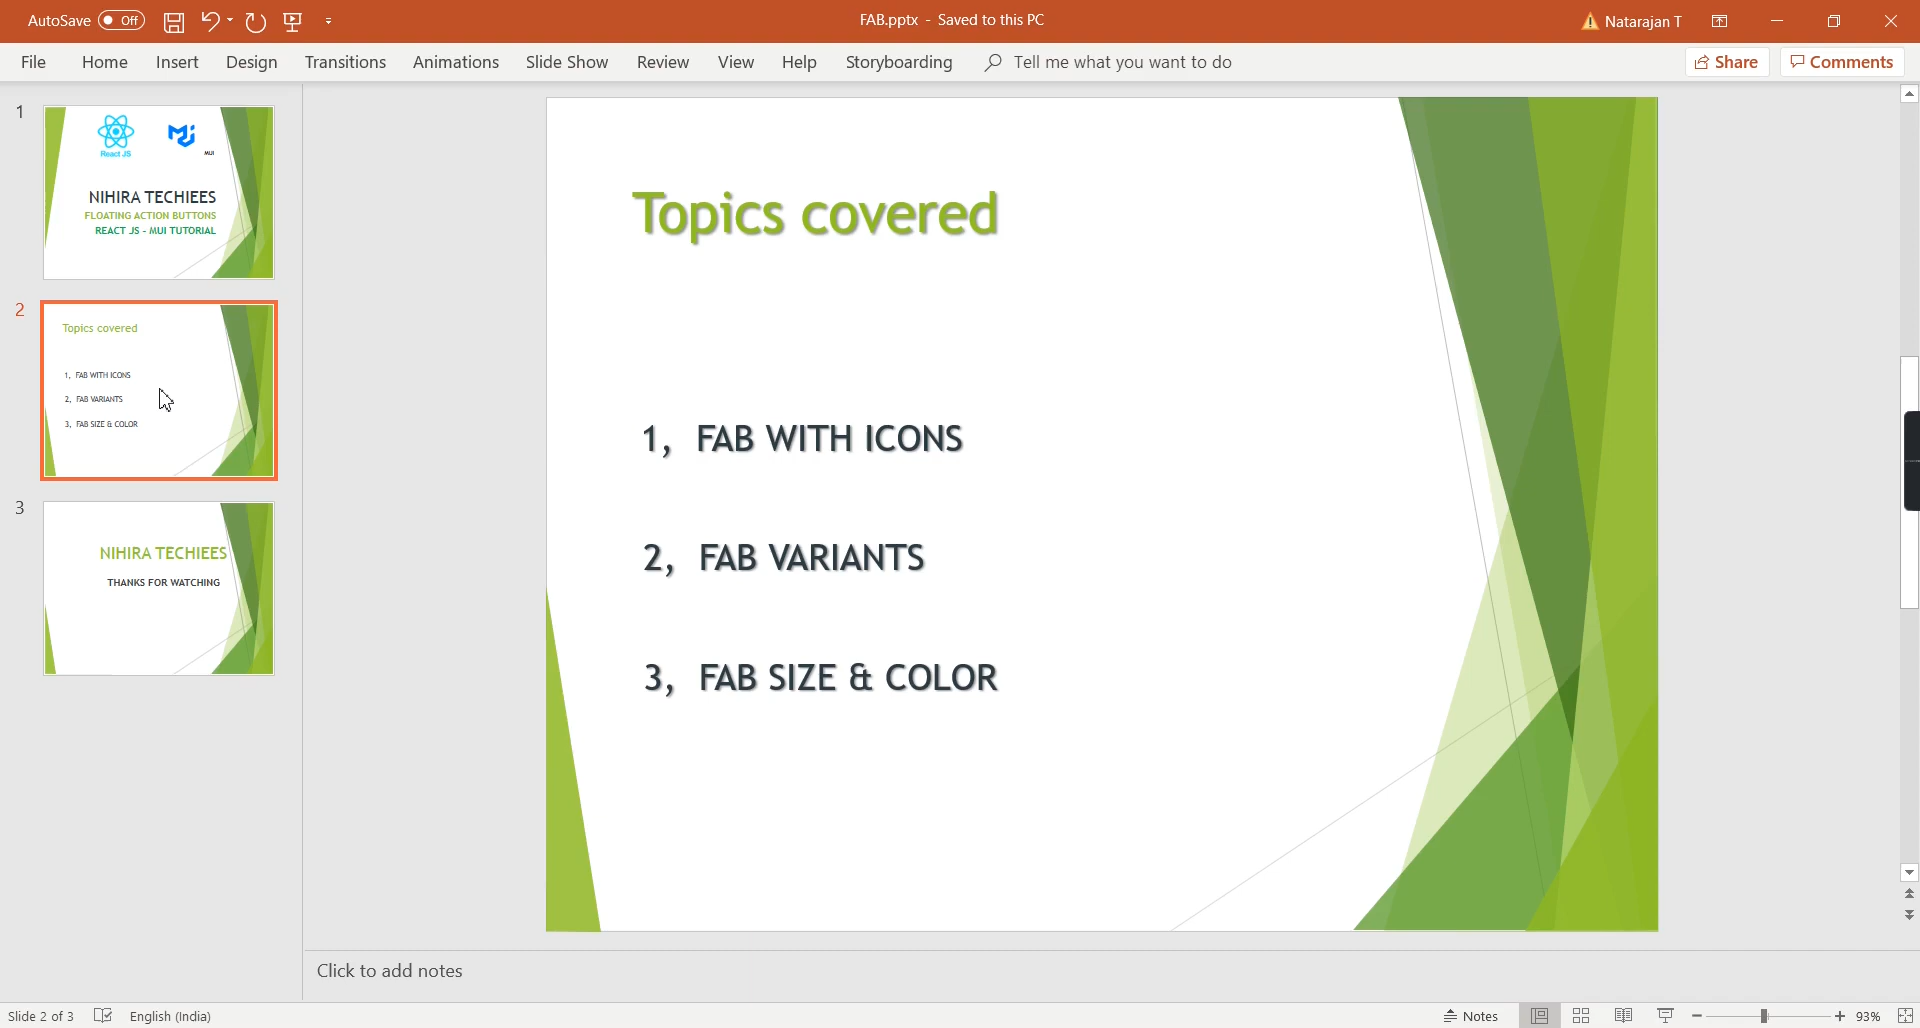 AutoSave Off
FAB.pptx - Saved to this PC
Natarajan T
File Home Insert Design Transitions Animations Slide Show Review View Help Storyboarding Tell me what you want to do
Share Comments
1
React JS
MUI
NIHIRA TECHIEES
FLOATING ACTION BUTTONS
REACT JS - MUI TUTORIAL
2
Topics covered
1, FAB WITH ICONS
2, FAB VARIANTS
3, FAB SIZE & COLOR
3
NIHIRA TECHIEES
THANKS FOR WATCHING
Topics covered
1, FAB WITH ICONS
2, FAB VARIANTS
3, FAB SIZE & COLOR
Click to add notes
Slide 2 of 3 English (India) Notes 93%